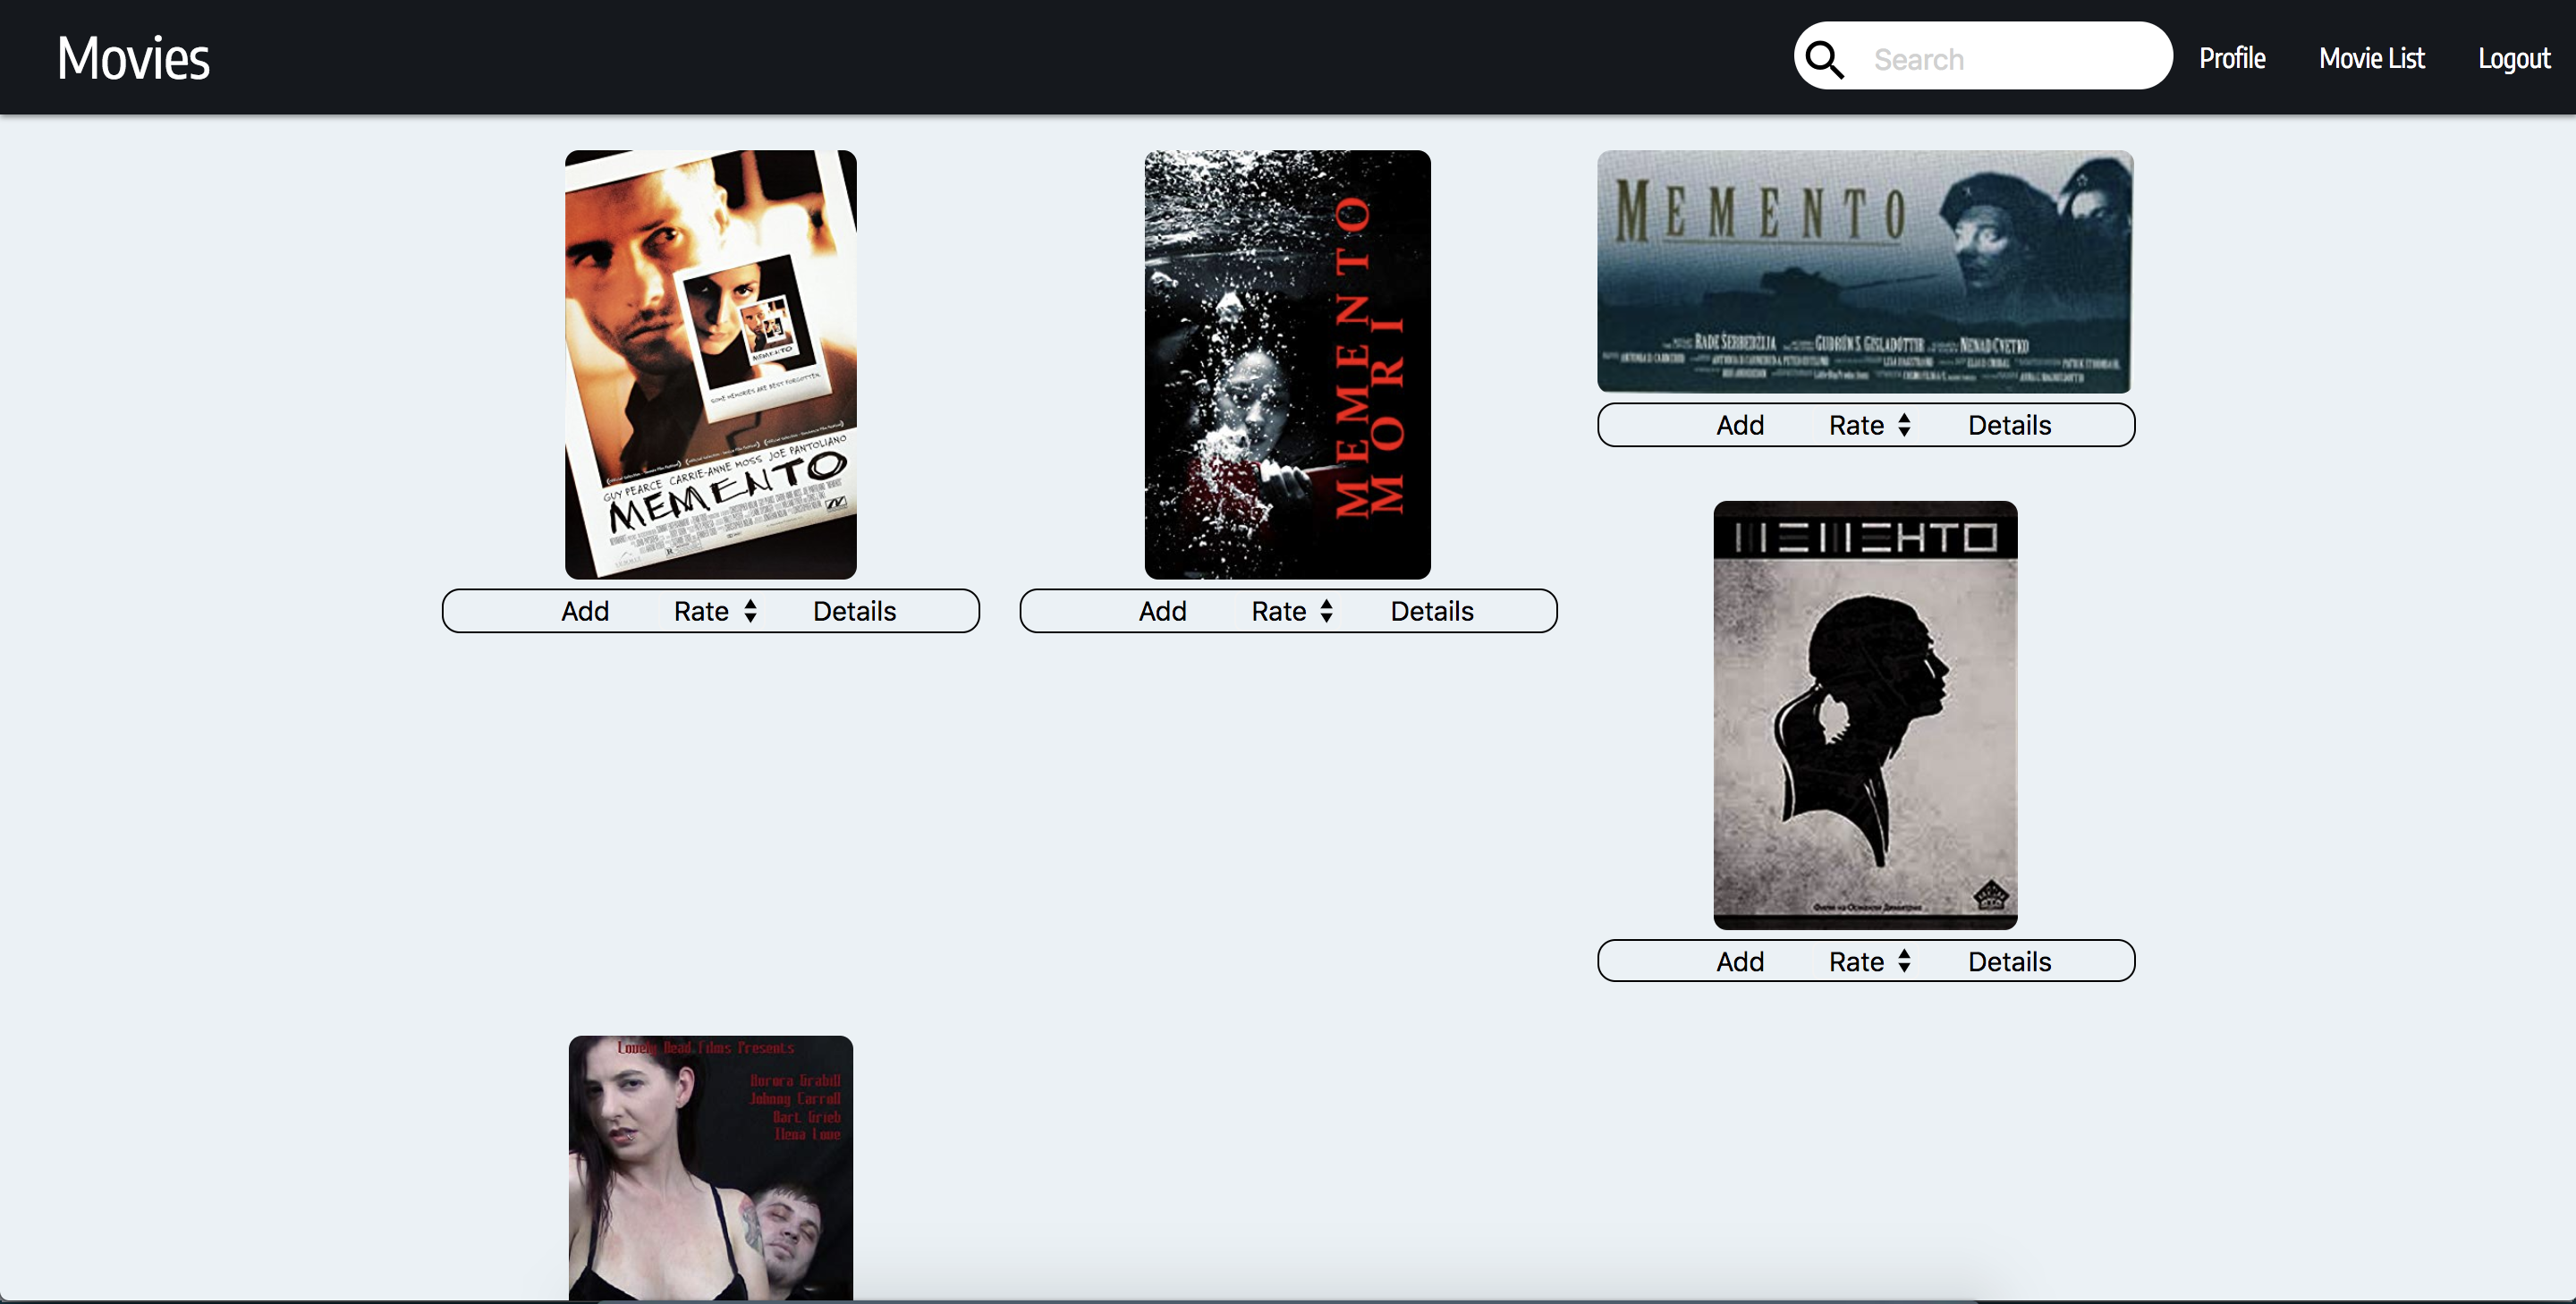 Movies
Search
Profile
Movie List
Logout
MEMENTO
SOME MEMORIES ARE BEST FORGOTTEN.
GUY PEARCE CARRIE-ANNE MOSS JOE PANTOLIANO
MEMENTO
R
Add Rate Details
MEMENTO
MORI
Add Rate Details
MEMENTO
RADE ŠERBEDŽIJA GUDRÚN S. GÍSLADÓTTIR NENAD CVETKO
Add Rate Details
МЕМЕНТО
Add Rate Details
Lovely Dead Films Presents
Aurora Grabill
Johnny Carroll
Bart Grieb
Ilena Love